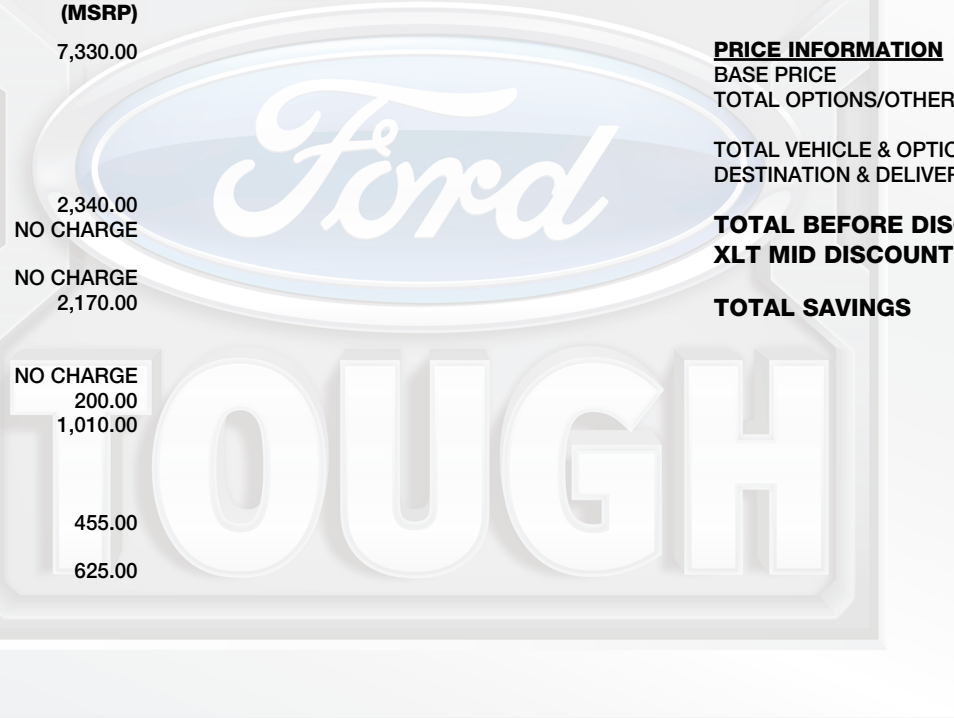 (MSRP)
7,330.00
2,340.00
NO CHARGE
NO CHARGE
2,170.00
NO CHARGE
200.00
1,010.00
455.00
625.00
Ford
TOUGH
PRICE INFORMATION
BASE PRICE
TOTAL OPTIONS/OTHER
TOTAL VEHICLE & OPTIO
DESTINATION & DELIVER
TOTAL BEFORE DISC
XLT MID DISCOUNT
TOTAL SAVINGS